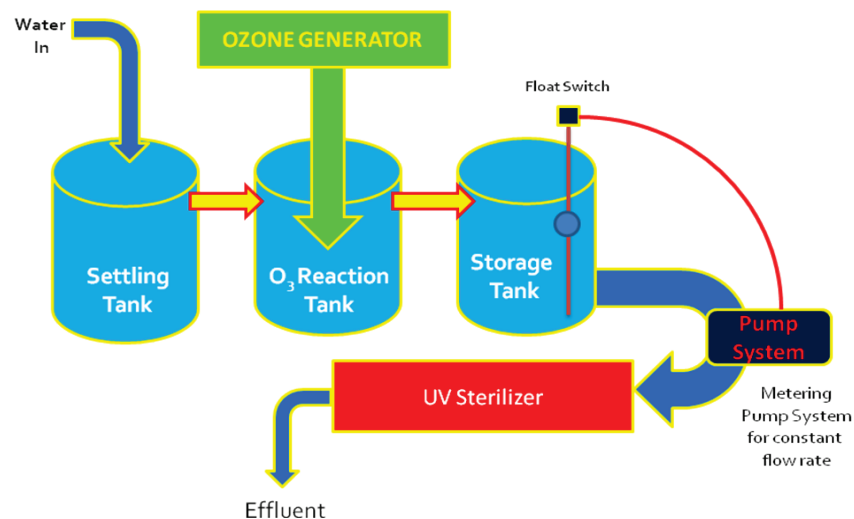 Water
In
OZONE GENERATOR
Float Switch
Settling
Tank
O₃ Reaction
Tank
Storage
Tank
Pump
System
UV Sterilizer
Metering
Pump System
for constant
flow rate
Effluent